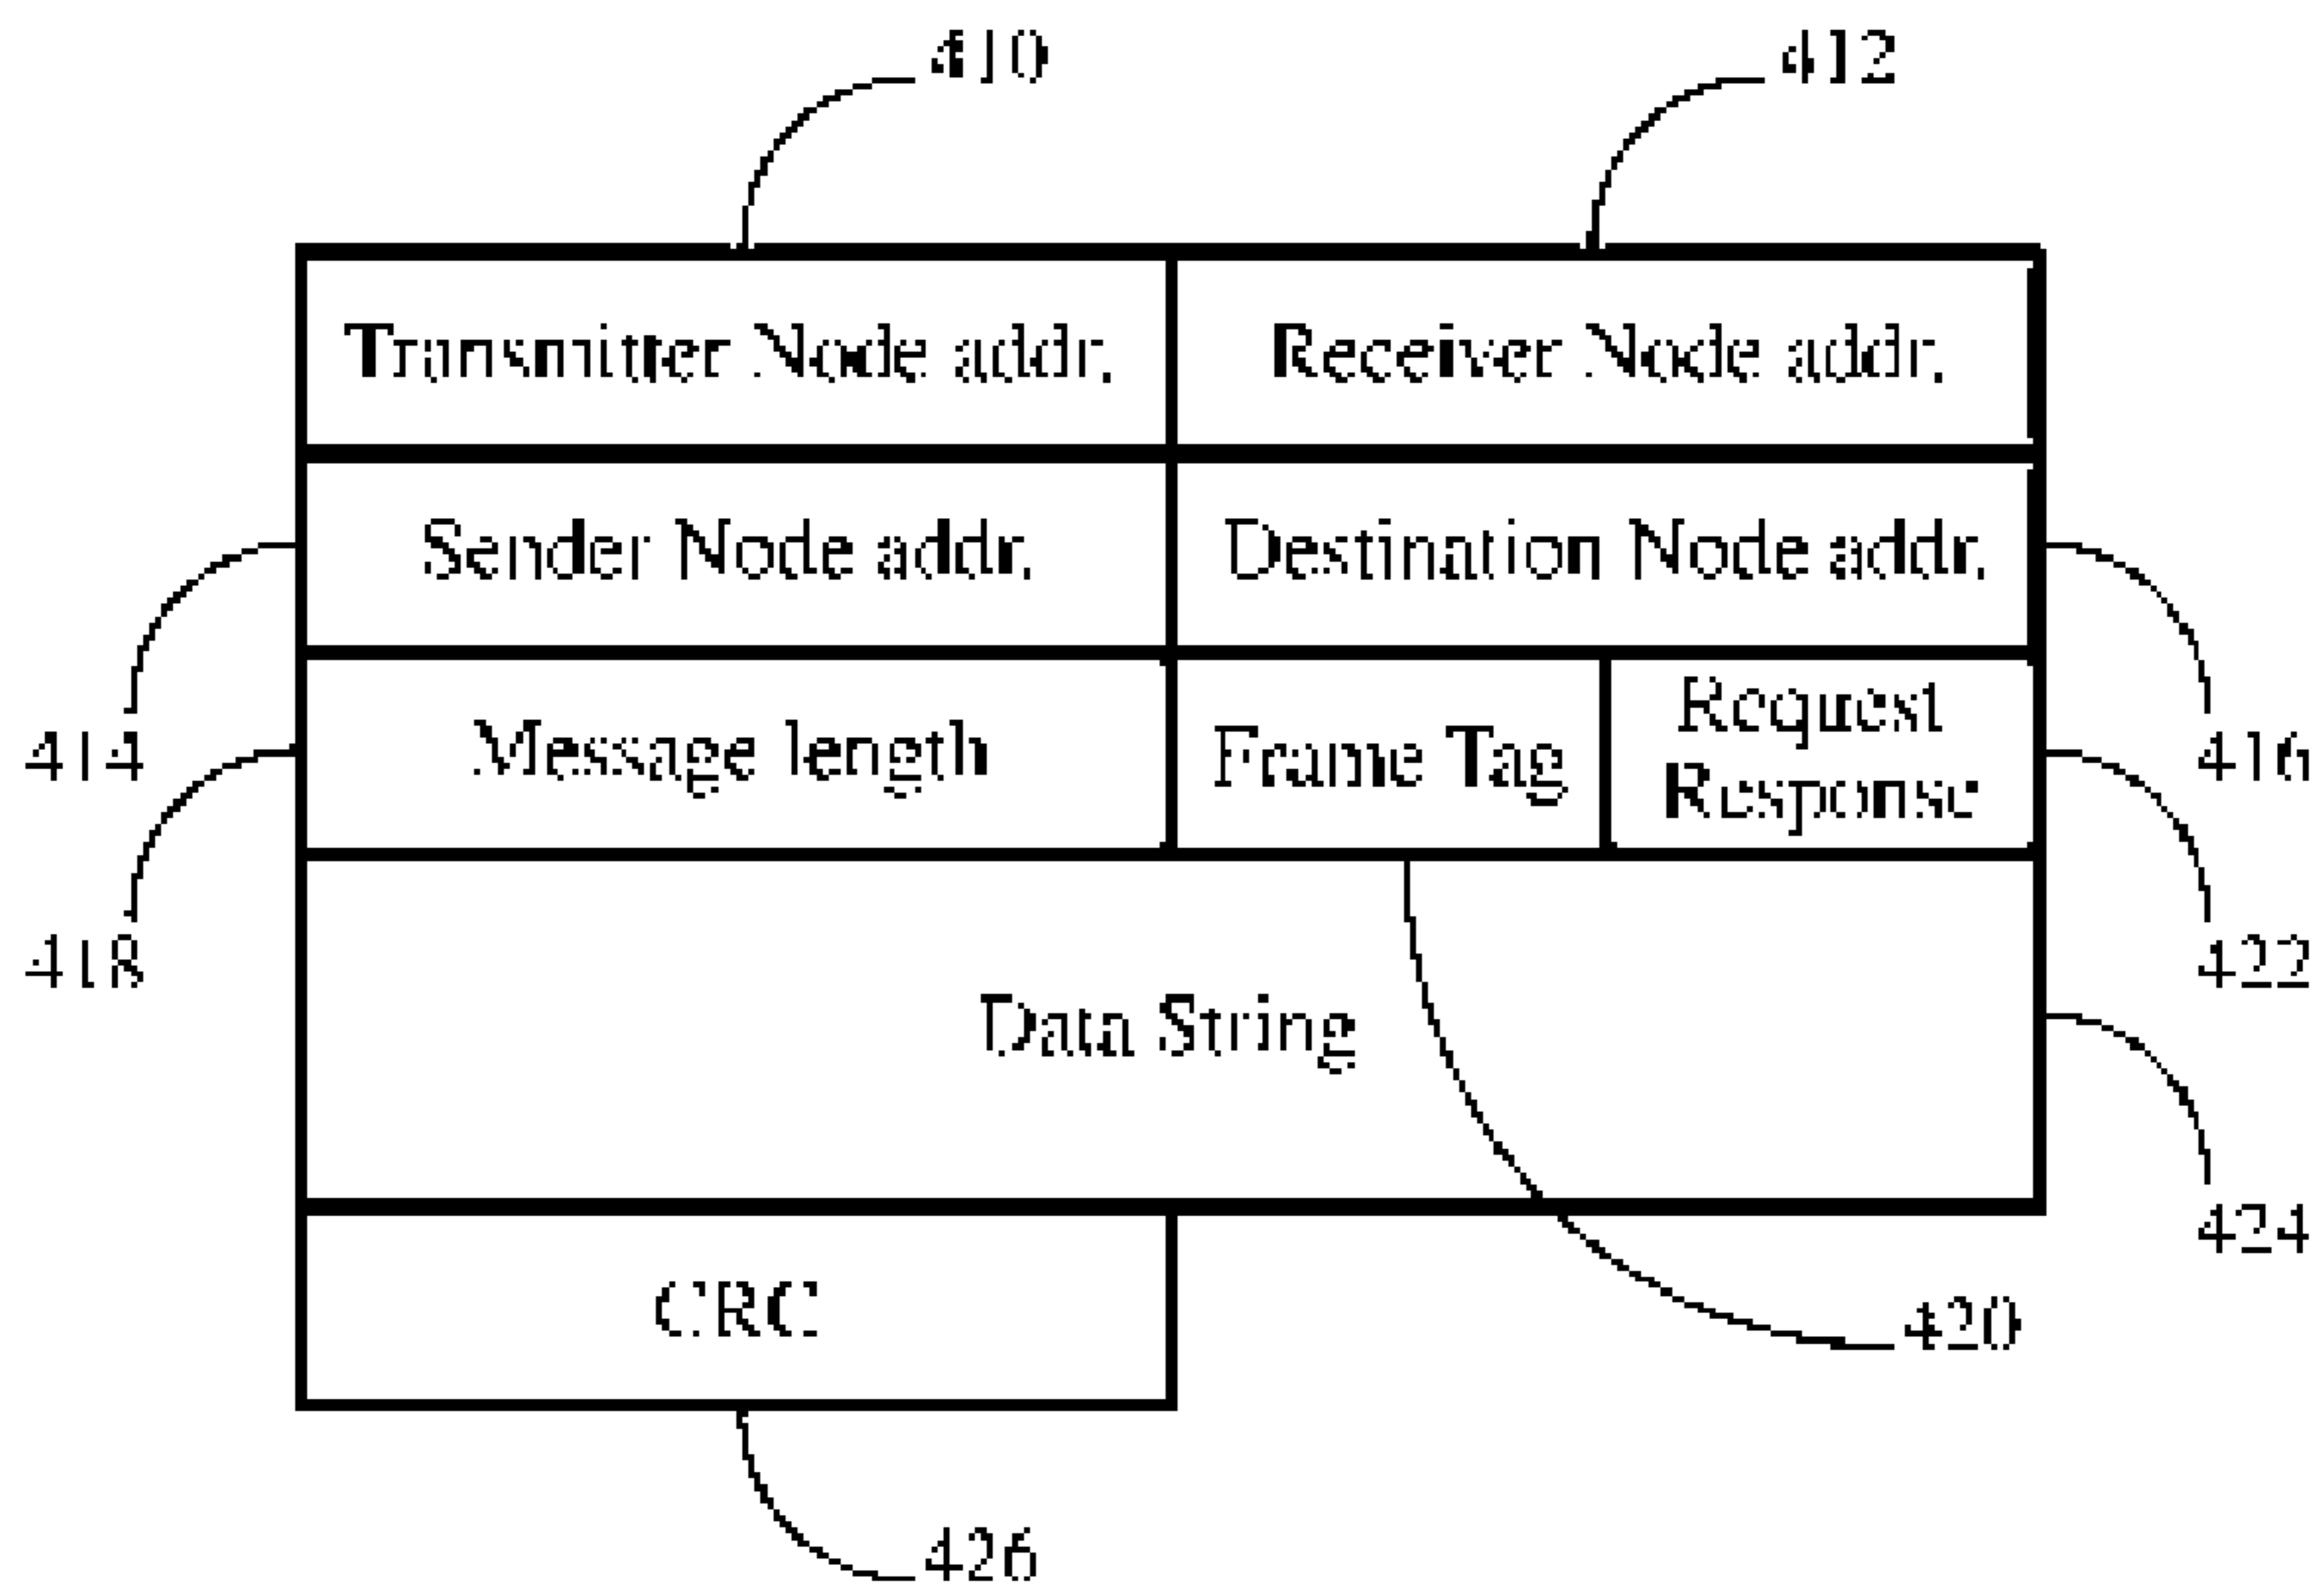 410
412
Transmitter Node addr.
Receiver Node addr.
Sender Node addr.
Destination Node addr.
414
Message length
Frame Tag
Request
Response
416
418
422
Data String
424
CRC
420
426